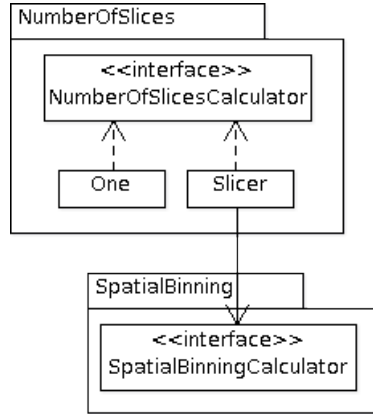 NumberOfSlices
<<interface>>
NumberOfSlicesCalculator
One
Slicer
SpatialBinning
<<interface>>
SpatialBinningCalculator